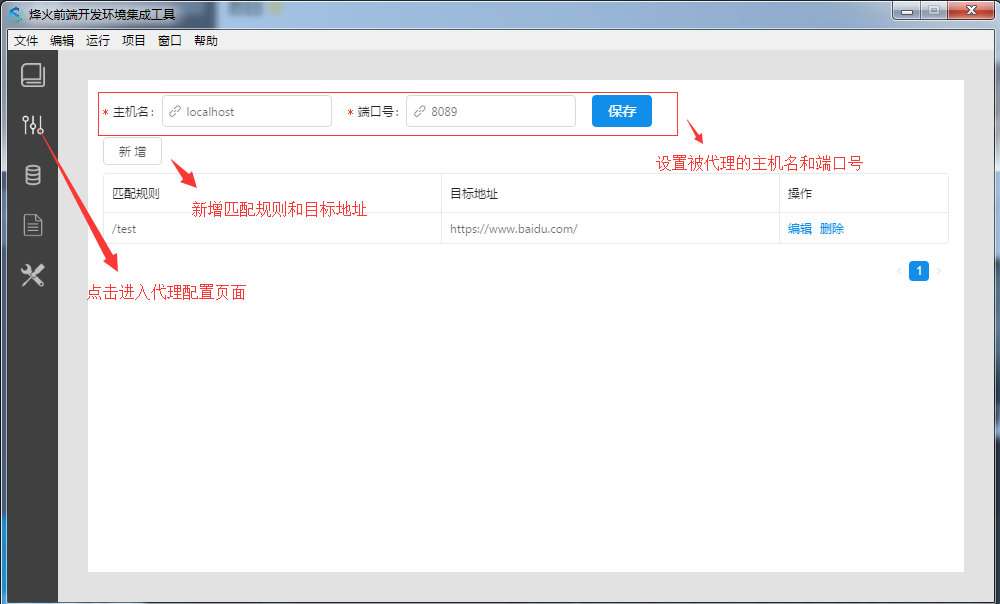 烽火前端开发环境集成工具
文件 编辑 运行 项目 窗口 帮助
* 主机名: localhost * 端口号: 8089 保存
设置被代理的主机名和端口号
新 增
新增匹配规则和目标地址
匹配规则 目标地址 操作
/test https://www.baidu.com/ 编辑 删除
< 1 >
点击进入代理配置页面